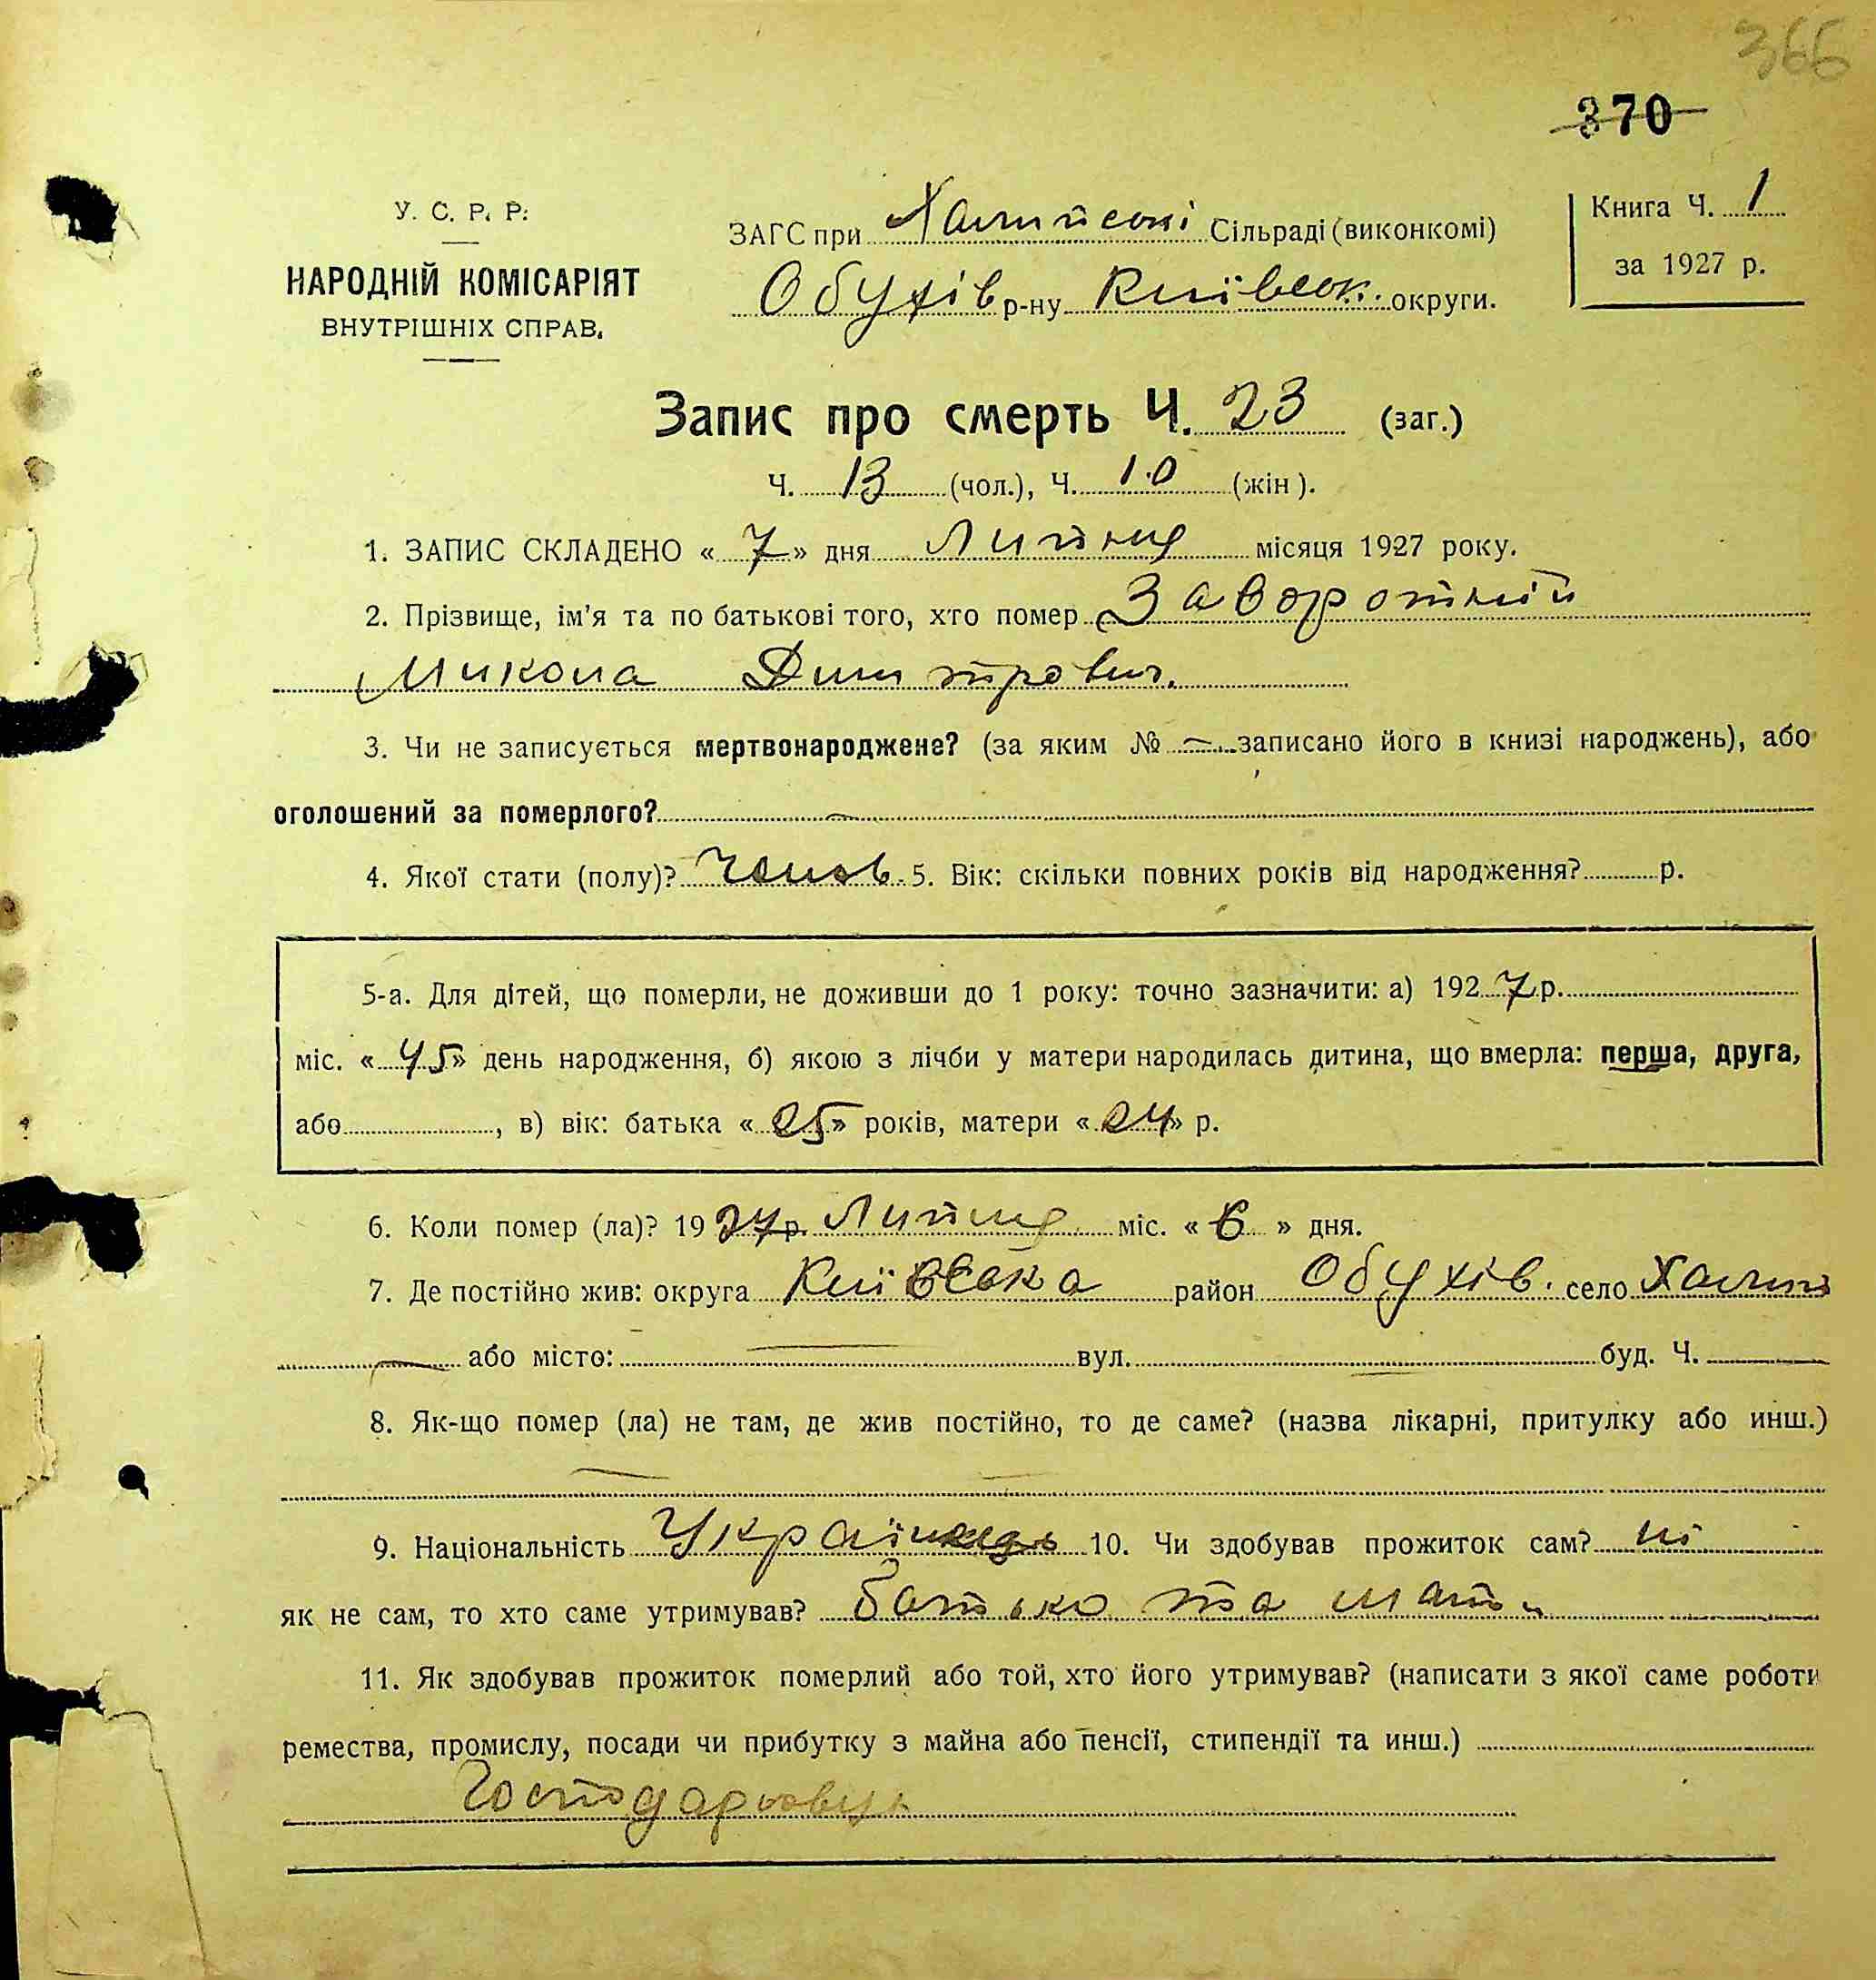 366
370
У. С. Р. Р.
НАРОДНІЙ КОМІСАРІЯТ
ВНУТРІШНІХ СПРАВ.
ЗАГС при Халпйські Сільраді (виконкомі)
Обухів р-ну Київськ. округи.
Книга Ч. 1
за 1927 р.
Запис про смерть Ч. 23 (заг.)
Ч. 13 (чол.), Ч. 10 (жін).
1. ЗАПИС СКЛАДЕНО «7» дня Липня місяця 1927 року.
2. Прізвище, ім'я та по батькові того, хто помер Заворотній
Микола Дмитрович.
3. Чи не записується мертвонароджене? (за яким № — записано його в книзі народжень), або
оголошений за померлого? —
4. Якої стати (полу)? Чолов. 5. Вік: скільки повних років від народження? р.
5-а. Для дітей, що померли, не доживши до 1 року: точно зазначити: а) 1927 р.
міс. «45» день народження, б) якою з лічби у матери народилась дитина, що вмерла: перша, друга,
або , в) вік: батька «25» років, матери «24» р.
6. Коли помер (ла)? 1927 р. Липня міс. «6» дня.
7. Де постійно жив: округа Київська район Обухів. село
— або місто: — вул. — буд. Ч. —
8. Як-що помер (ла) не там, де жив постійно, то де саме? (назва лікарні, притулку або инш.)
— —
9. Національність Українець 10. Чи здобував прожиток сам? ні
як не сам, то хто саме утримував? батько та мати
11. Як здобував прожиток померлий або той, хто його утримував? (написати з якої саме роботи
ремества, промислу, посади чи прибутку з майна або пенсії, стипендії та инш.)